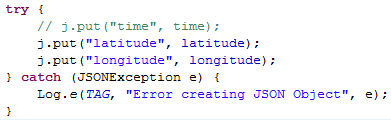 try {
    // j.put("time", time);
    j.put("latitude", latitude);
    j.put("longitude", longitude);
} catch (JSONException e) {
    Log.e(TAG, "Error creating JSON Object", e);
}